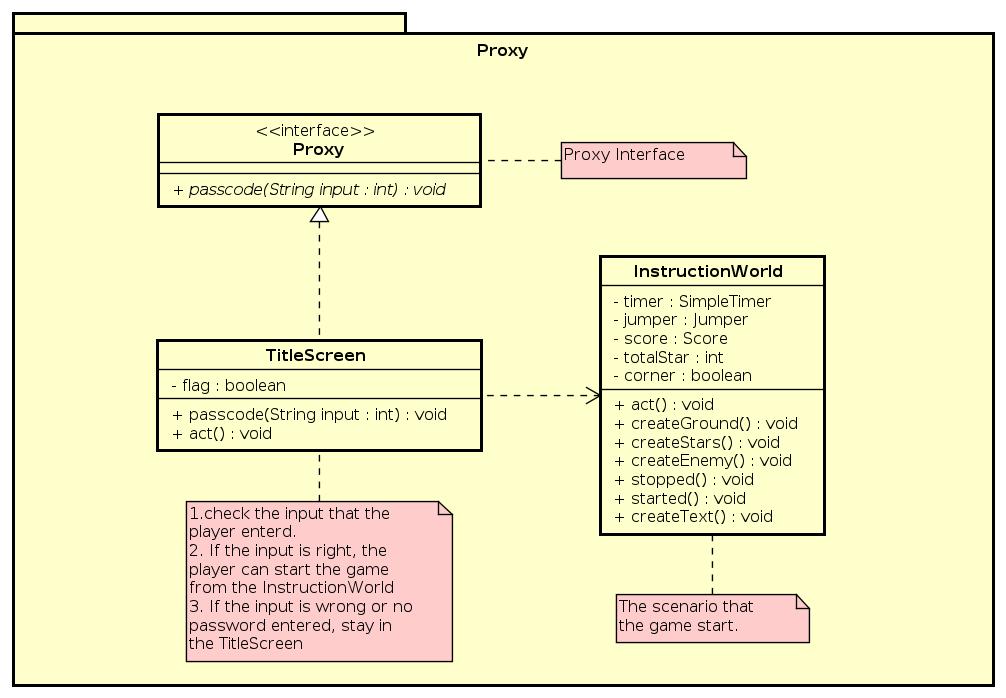 Proxy
<<interface>>
Proxy
+ passcode(String input : int) : void
Proxy Interface
TitleScreen
- flag : boolean
+ passcode(String input : int) : void
+ act() : void
InstructionWorld
- timer : SimpleTimer
- jumper : Jumper
- score : Score
- totalStar : int
- corner : boolean
+ act() : void
+ createGround() : void
+ createStars() : void
+ createEnemy() : void
+ stopped() : void
+ started() : void
+ createText() : void
1.check the input that the
player enterd.
2. If the input is right, the
player can start the game
from the InstructionWorld
3. If the input is wrong or no
password entered, stay in
the TitleScreen
The scenario that
the game start.